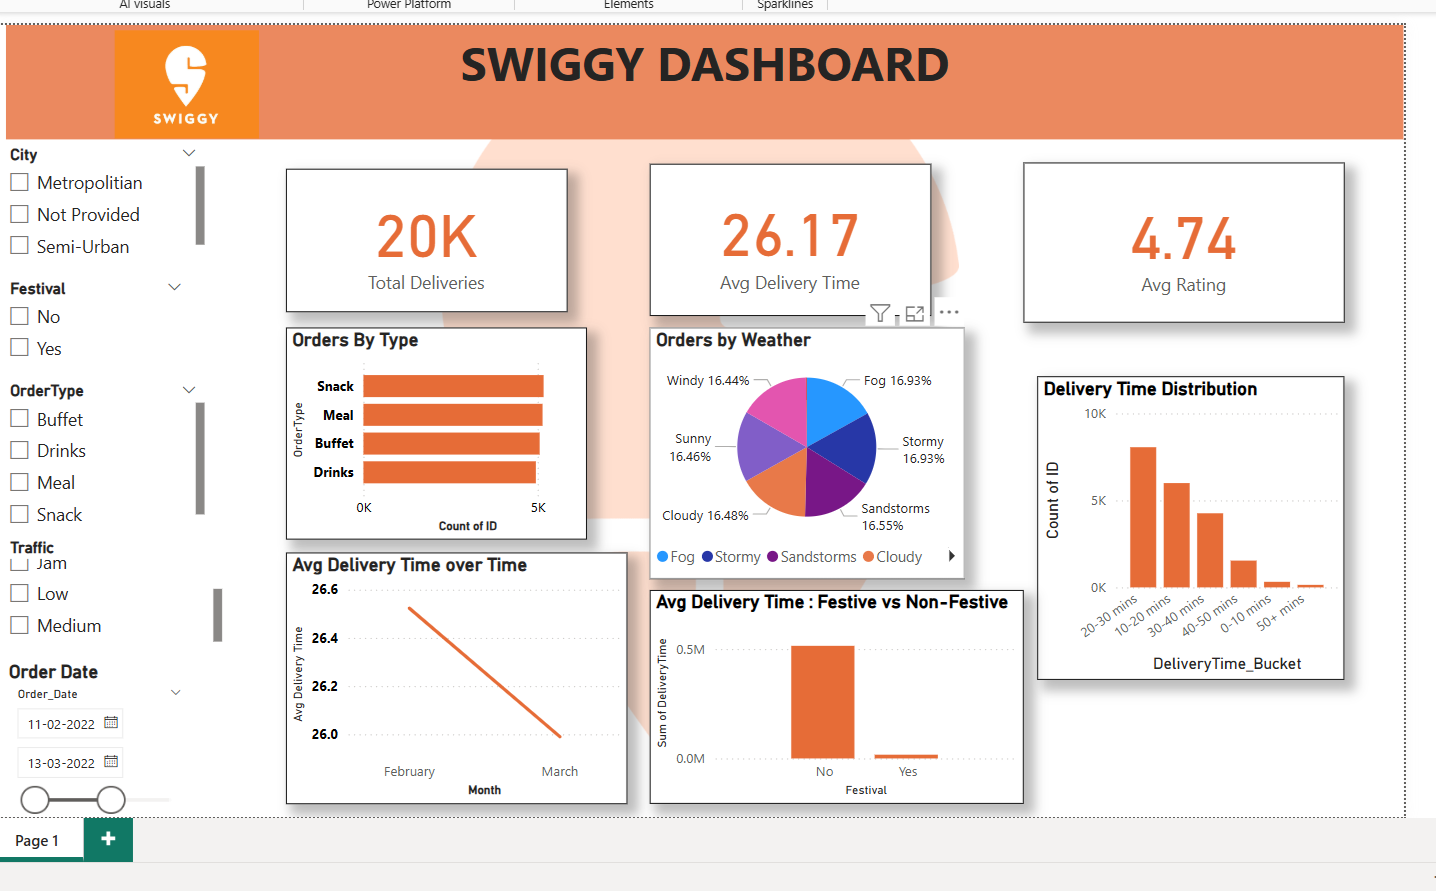 AI visuals
Power Platform
Elements
Sparklines
SWIGGY DASHBOARD
SWIGGY
City
Metropolitian
Not Provided
Semi-Urban
Festival
No
Yes
OrderType
Buffet
Drinks
Meal
Snack
Traffic
Jam
Low
Medium
Order Date
Order_Date
11-02-2022
13-03-2022
20K
Total Deliveries
26.17
Avg Delivery Time
4.74
Avg Rating
Orders By Type
OrderType
Snack
Meal
Buffet
Drinks
0K
5K
Count of ID
Orders by Weather
Windy 16.44%
Fog 16.93%
Sunny
16.46%
Stormy
16.93%
Cloudy 16.48%
Sandstorms
16.55%
Fog
Stormy
Sandstorms
Cloudy
Delivery Time Distribution
Count of ID
10K
5K
0K
20-30 mins
10-20 mins
30-40 mins
40-50 mins
0-10 mins
50+ mins
DeliveryTime_Bucket
Avg Delivery Time over Time
Avg Delivery Time
26.6
26.4
26.2
26.0
February
March
Month
Avg Delivery Time : Festive vs Non-Festive
Sum of DeliveryTime
0.5M
0.0M
No
Yes
Festival
Page 1